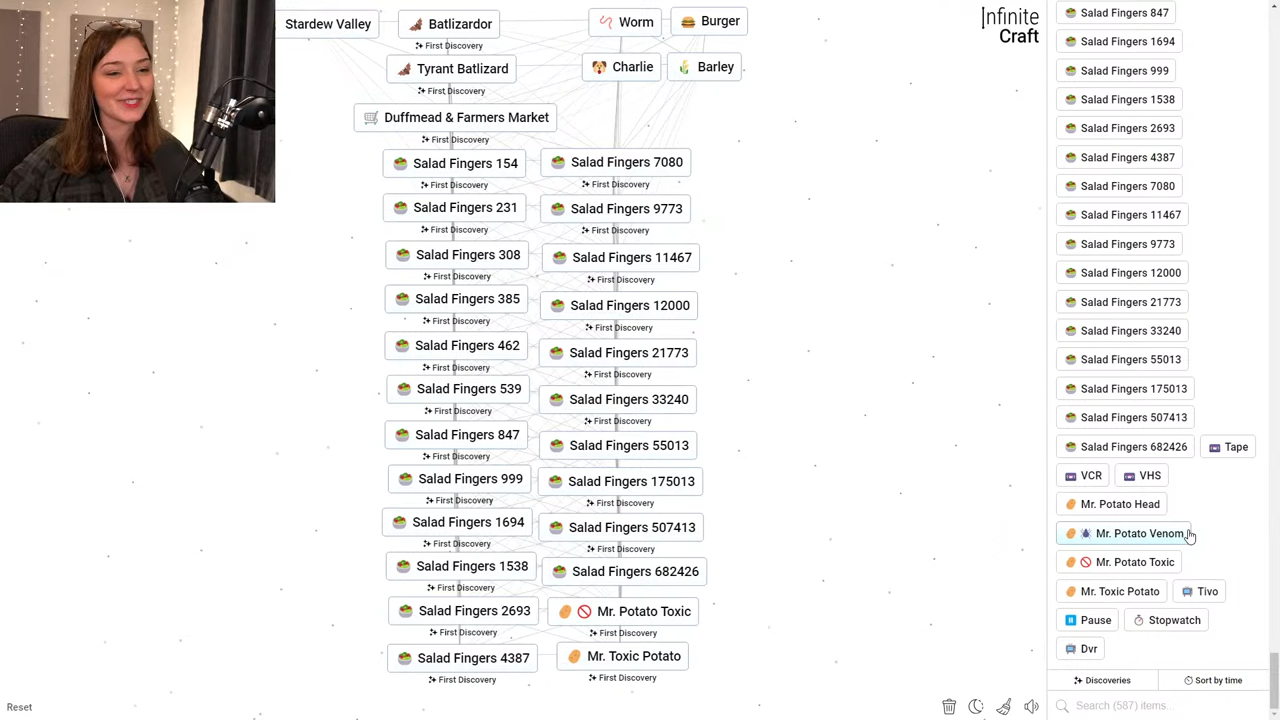 Stardew Valley
Batlizardor
Worm
Burger
First Discovery
Tyrant Batlizard
Charlie
Barley
First Discovery
Duffmead & Farmers Market
First Discovery
Salad Fingers 154
Salad Fingers 7080
First Discovery
First Discovery
Salad Fingers 231
Salad Fingers 9773
First Discovery
First Discovery
Salad Fingers 308
Salad Fingers 11467
First Discovery
First Discovery
Salad Fingers 385
Salad Fingers 12000
First Discovery
First Discovery
Salad Fingers 462
Salad Fingers 21773
First Discovery
First Discovery
Salad Fingers 539
Salad Fingers 33240
First Discovery
First Discovery
Salad Fingers 847
Salad Fingers 55013
First Discovery
First Discovery
Salad Fingers 999
Salad Fingers 175013
First Discovery
First Discovery
Salad Fingers 1694
Salad Fingers 507413
First Discovery
First Discovery
Salad Fingers 1538
Salad Fingers 682426
First Discovery
First Discovery
Salad Fingers 2693
Mr. Potato Toxic
First Discovery
First Discovery
Salad Fingers 4387
Mr. Toxic Potato
First Discovery
First Discovery
Reset
Infinite
Craft
Salad Fingers 847
Salad Fingers 1694
Salad Fingers 999
Salad Fingers 1538
Salad Fingers 2693
Salad Fingers 4387
Salad Fingers 7080
Salad Fingers 11467
Salad Fingers 9773
Salad Fingers 12000
Salad Fingers 21773
Salad Fingers 33240
Salad Fingers 55013
Salad Fingers 175013
Salad Fingers 507413
Salad Fingers 682426
Tape
VCR
VHS
Mr. Potato Head
Mr. Potato Venom
Mr. Potato Toxic
Mr. Toxic Potato
Tivo
Pause
Stopwatch
Dvr
Discoveries
Sort by time
Search (587) items...